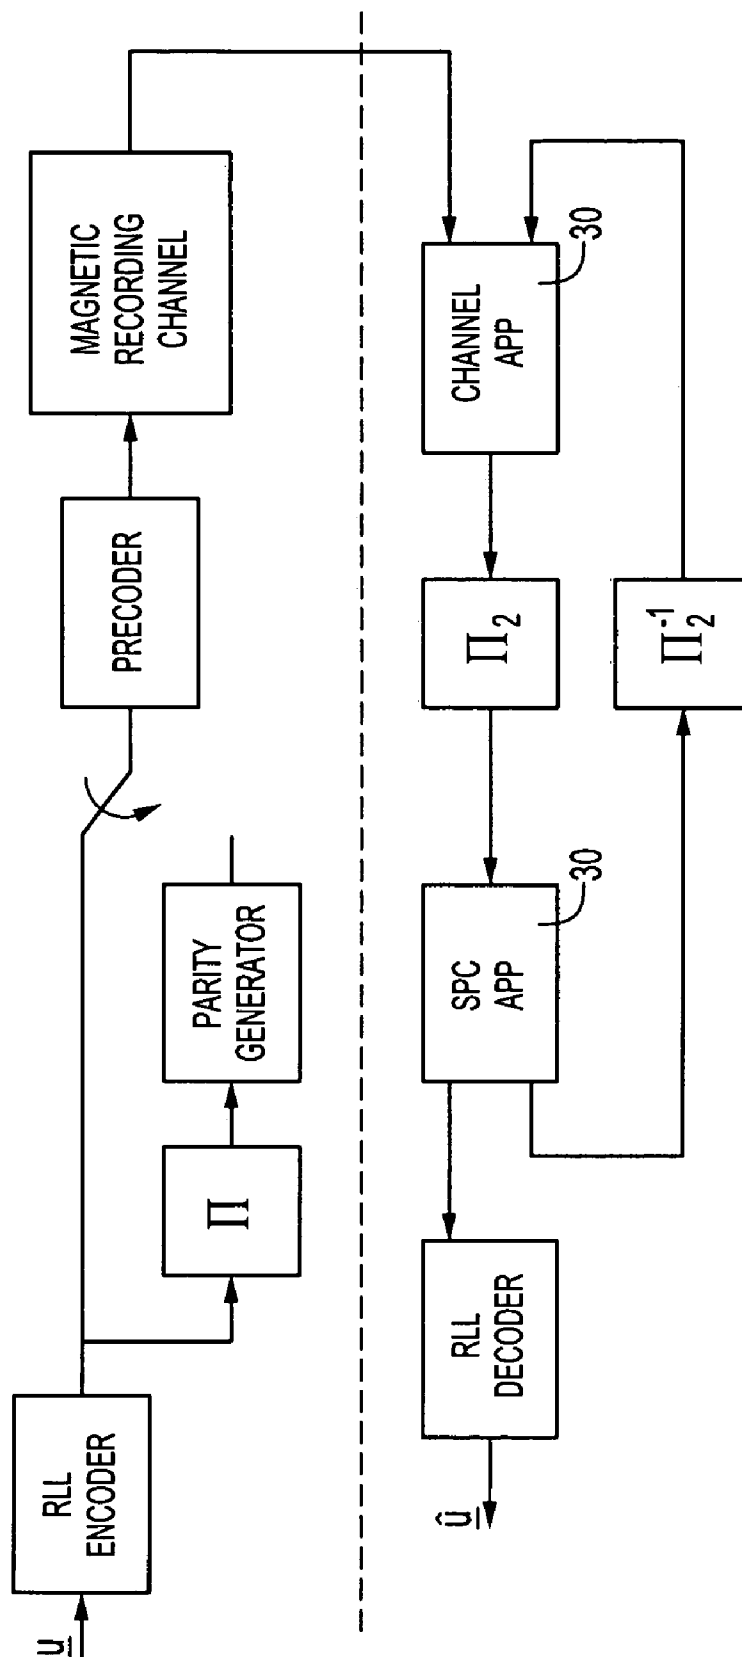 u
RLL
ENCODER
Π
PARITY
GENERATOR
PRECODER
MAGNETIC
RECORDING
CHANNEL
û
RLL
DECODER
SPC
APP
30
Π2
CHANNEL
APP
30
Π2-1